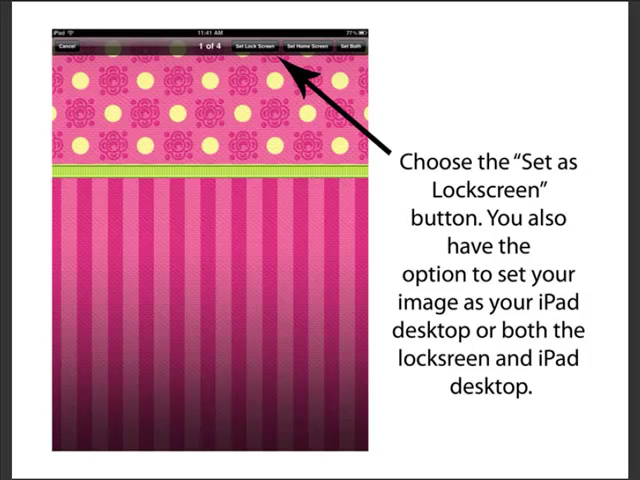 iPad 11:41 AM 77%
Cancel 1 of 4 Set Lock Screen Set Home Screen Set Both
Choose the “Set as
Lockscreen”
button. You also
have the
option to set your
image as your iPad
desktop or both the
locksreen and iPad
desktop.